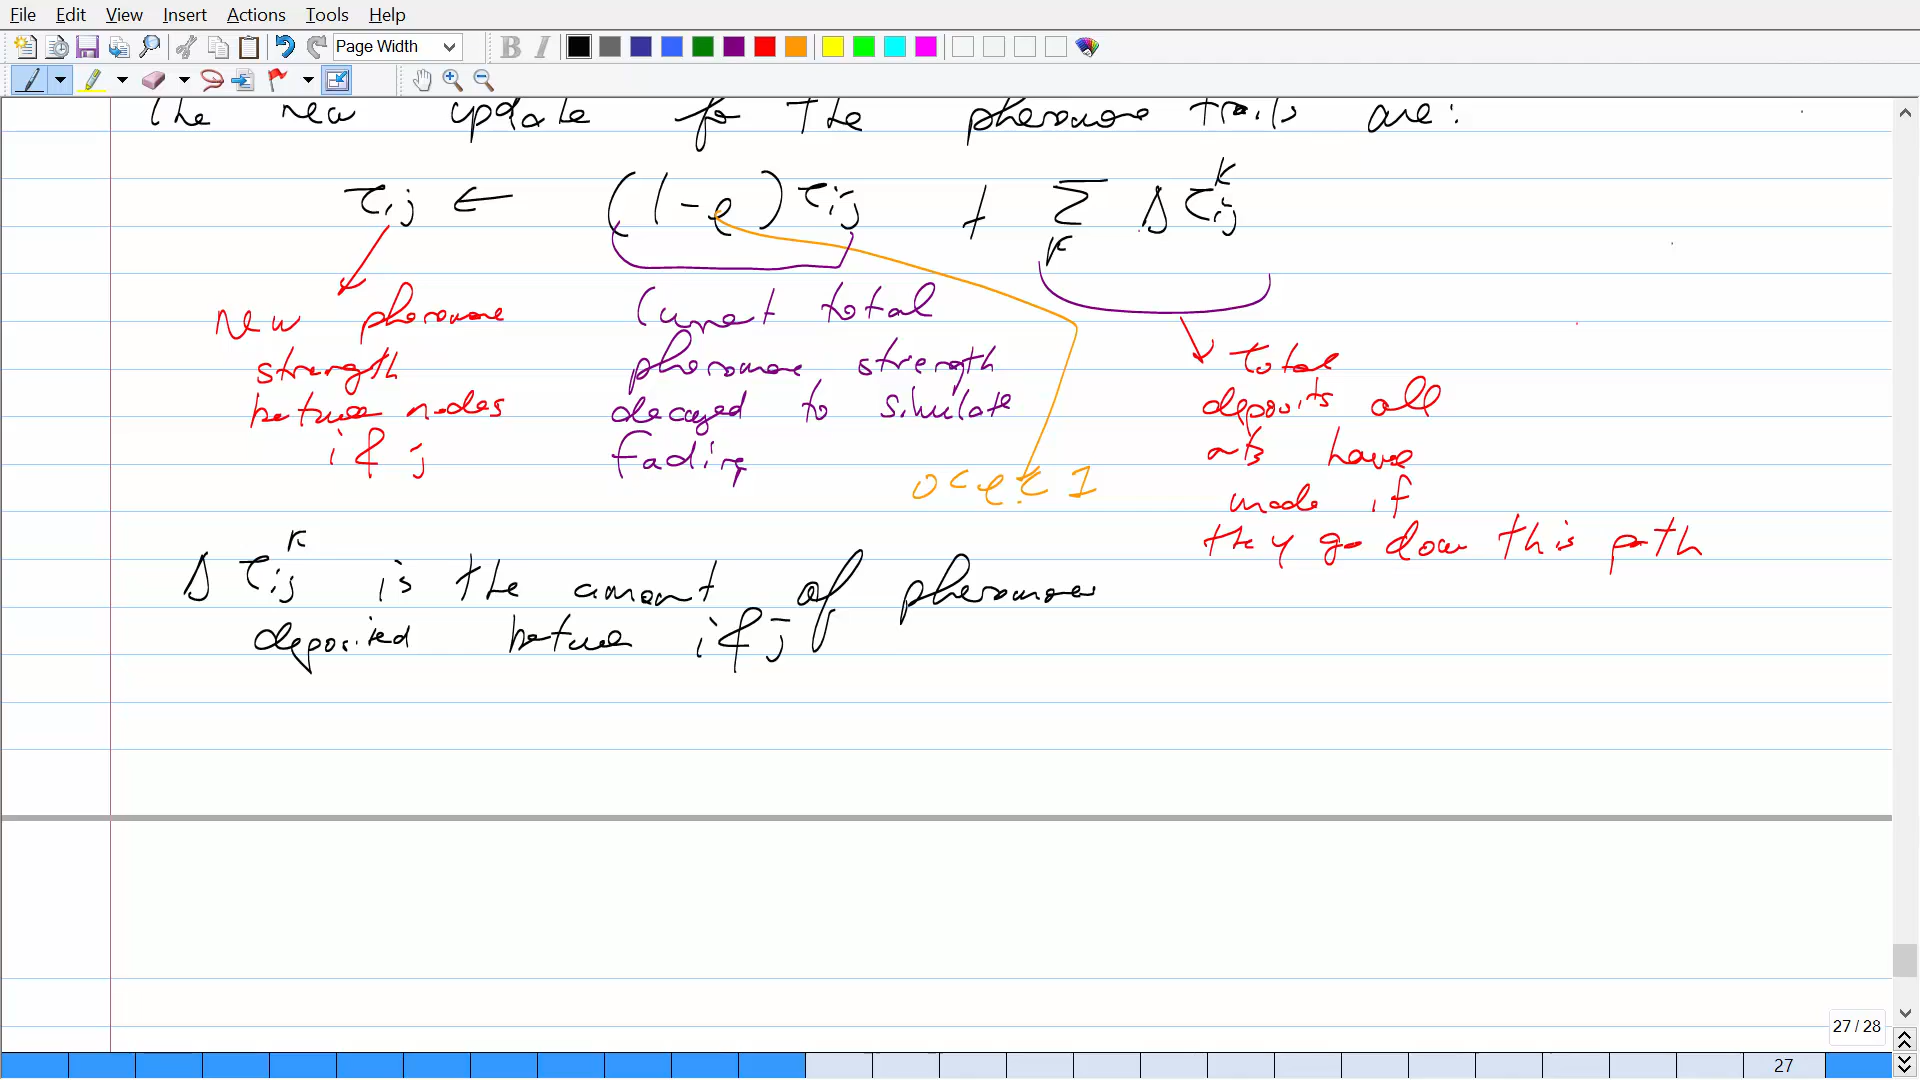 File Edit View Insert Actions Tools Help
Page Width
B I
The new update for The pheromone trails are:
τij ← (1-ρ) τij + Σk Δτij^k
New pheromone
strength
between nodes
i & j
Current total
pheromone strength
decayed to simulate
fading
0 < ρ < 1
total
deposits all
ants have
made if
they go down this path
Δτij^k is the amount of pheromone
deposited between i & j
27 / 28
27